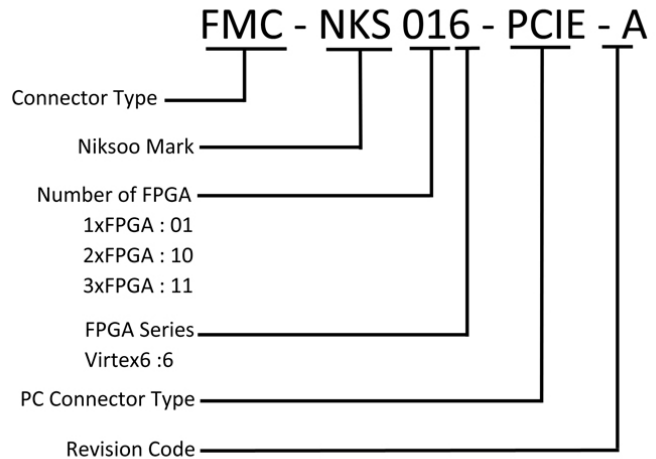 FMC - NKS 016 - PCIE - A
Connector Type
Niksoo Mark
Number of FPGA
1xFPGA : 01
2xFPGA : 10
3xFPGA : 11
FPGA Series
Virtex6 :6
PC Connector Type
Revision Code